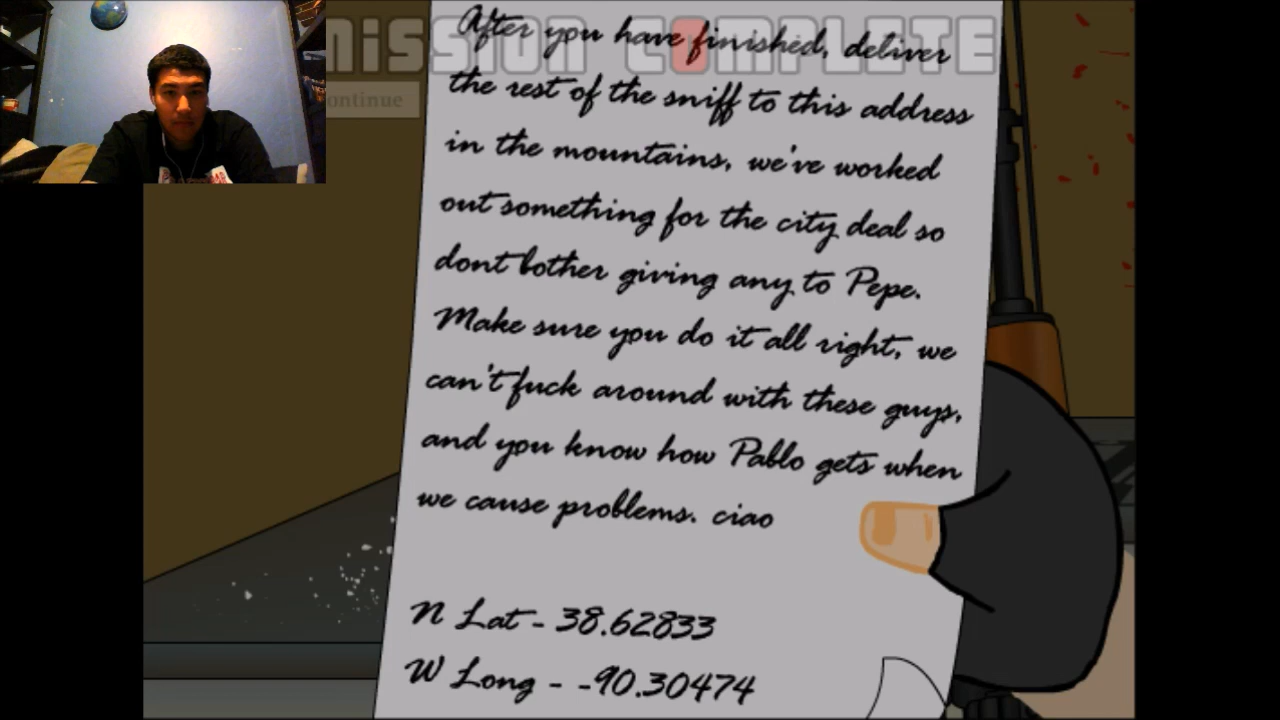 MISSION COMPLETE
ontinue
After you have finished, deliver
the rest of the sniff to this address
in the mountains, we've worked
out something for the city deal so
dont bother giving any to Pepe.
Make sure you do it all right, we
can't fuck around with these guys,
and you know how Pablo gets when
we cause problems. ciao
N Lat - 38.62833
W Long - -90.30474